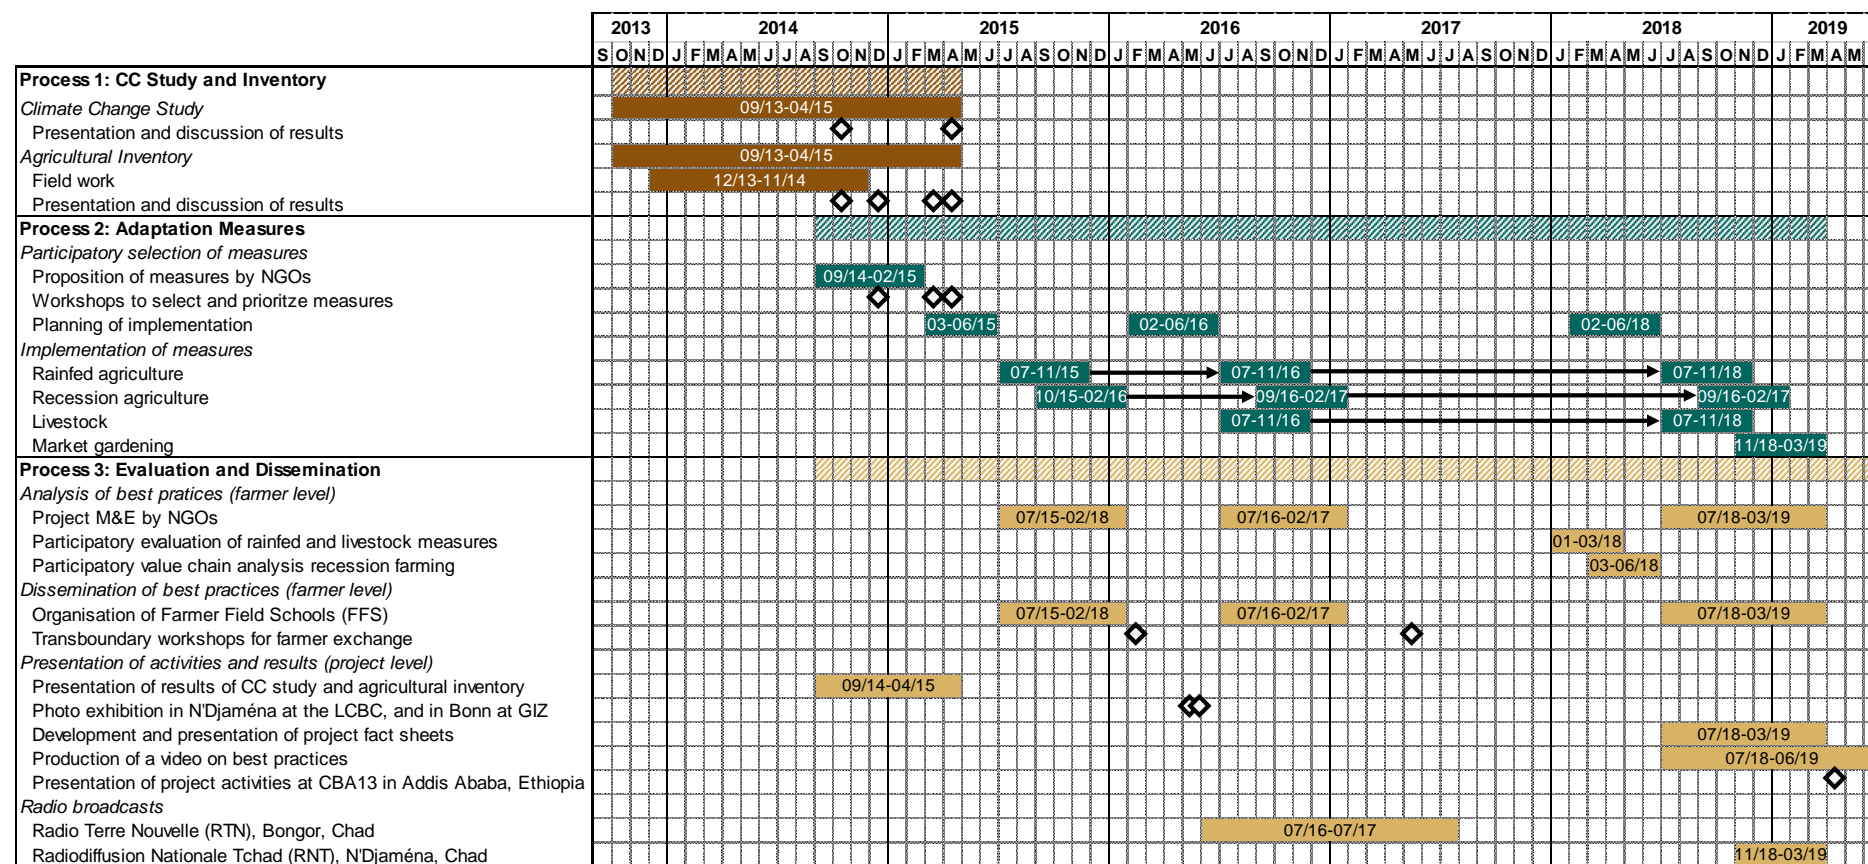 2013 2014 2015 2016 2017 2018 2019
S O N D J F M A M J J A S O N D J F M A M J J A S O N D J F M A M J J A S O N D J F M A M J J A S O N D J F M A M J J A S O N D J F M A M
Process 1: CC Study and Inventory
Climate Change Study 09/13-04/15
Presentation and discussion of results
Agricultural Inventory 09/13-04/15
Field work 12/13-11/14
Presentation and discussion of results
Process 2: Adaptation Measures
Participatory selection of measures
Proposition of measures by NGOs 09/14-02/15
Workshops to select and prioritze measures
Planning of implementation 03-06/15 02-06/16 02-06/18
Implementation of measures
Rainfed agriculture 07-11/15 07-11/16 07-11/18
Recession agriculture 10/15-02/16 09/16-02/17 09/16-02/17
Livestock 07-11/16 07-11/18
Market gardening 11/18-03/19
Process 3: Evaluation and Dissemination
Analysis of best pratices (farmer level)
Project M&E by NGOs 07/15-02/18 07/16-02/17 07/18-03/19
Participatory evaluation of rainfed and livestock measures 01-03/18
Participatory value chain analysis recession farming 03-06/18
Dissemination of best practices (farmer level)
Organisation of Farmer Field Schools (FFS) 07/15-02/18 07/16-02/17 07/18-03/19
Transboundary workshops for farmer exchange
Presentation of activities and results (project level)
Presentation of results of CC study and agricultural inventory 09/14-04/15
Photo exhibition in N'Djaména at the LCBC, and in Bonn at GIZ
Development and presentation of project fact sheets 07/18-03/19
Production of a video on best practices 07/18-06/19
Presentation of project activities at CBA13 in Addis Ababa, Ethiopia
Radio broadcasts
Radio Terre Nouvelle (RTN), Bongor, Chad 07/16-07/17
Radiodiffusion Nationale Tchad (RNT), N'Djaména, Chad 11/18-03/19